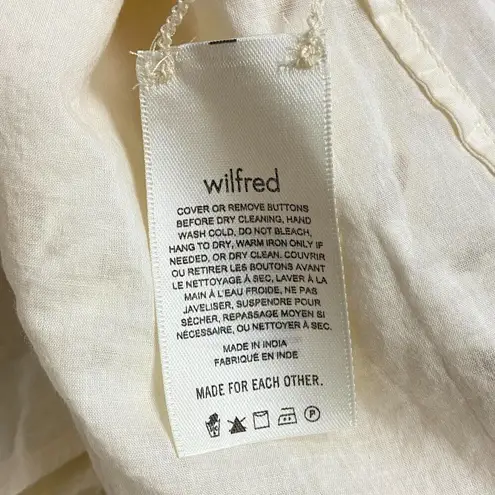 wilfred
COVER OR REMOVE BUTTONS
BEFORE DRY CLEANING, HAND
WASH COLD, DO NOT BLEACH,
HANG TO DRY, WARM IRON ONLY IF
NEEDED, OR DRY CLEAN. COUVRIR
OU RETIRER LES BOUTONS AVANT
LE NETTOYAGE À SEC, LAVER À LA
MAIN À L'EAU FROIDE, NE PAS
JAVELISER, SUSPENDRE POUR
SÉCHER, REPASSAGE MOYEN SI
NÉCESSAIRE, OU NETTOYER À SEC.
MADE IN INDIA
FABRIQUÉ EN INDE
MADE FOR EACH OTHER.
P